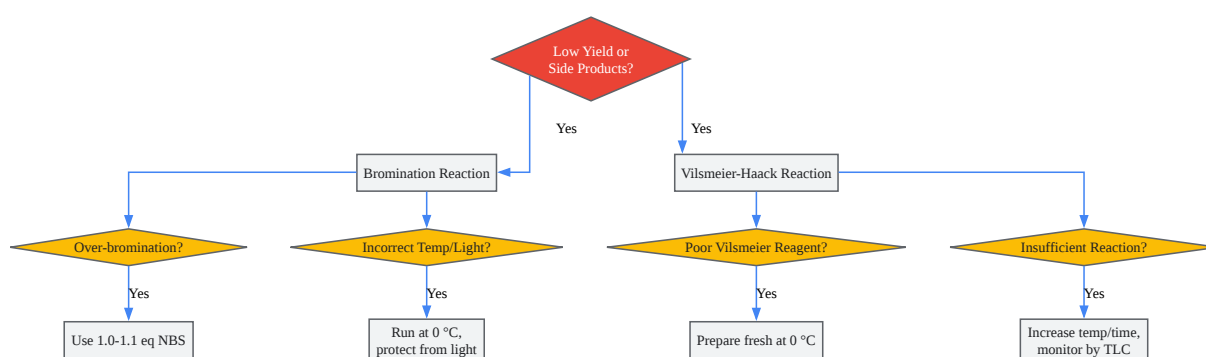 Low Yield or
Side Products?
Yes
Yes
Bromination Reaction
Vilsmeier-Haack Reaction
Over-bromination?
Incorrect Temp/Light?
Poor Vilsmeier Reagent?
Insufficient Reaction?
Yes
Yes
Yes
Yes
Use 1.0-1.1 eq NBS
Run at 0 °C,
protect from light
Prepare fresh at 0 °C
Increase temp/time,
monitor by TLC